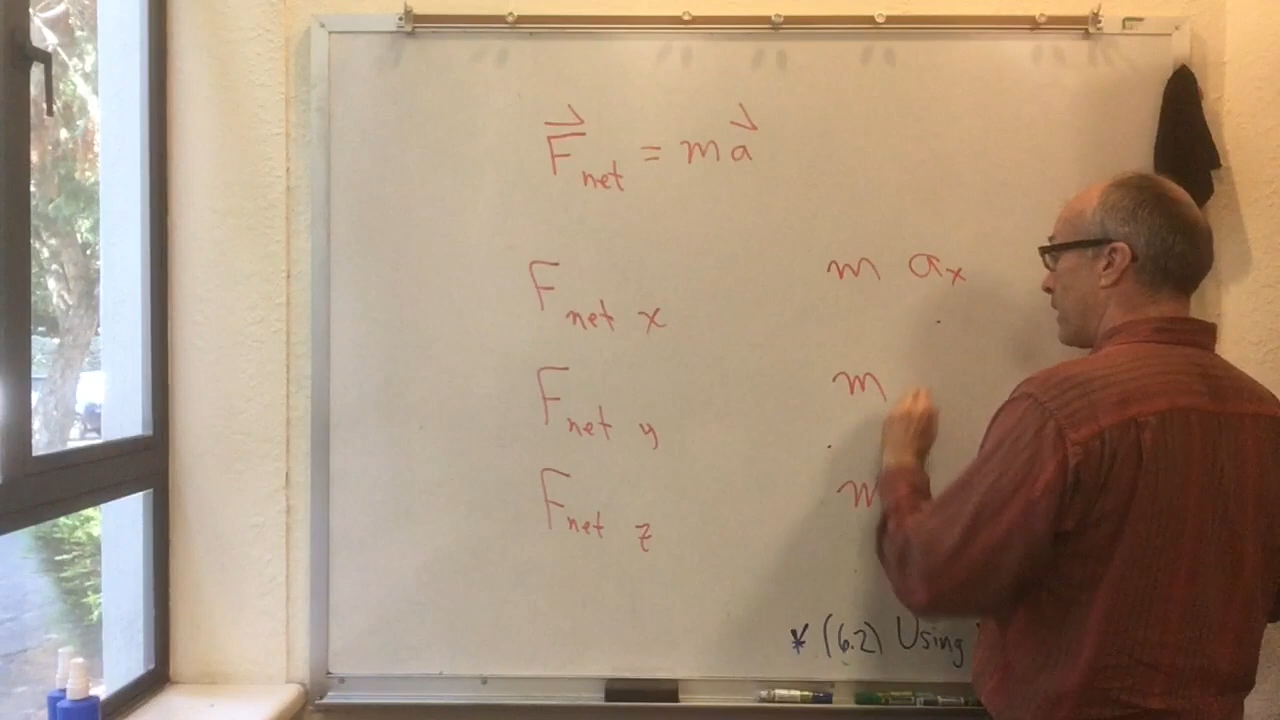 F⃗net = ma⃗
Fnet x m ax
Fnet y m
Fnet z m
* (6.2) Using